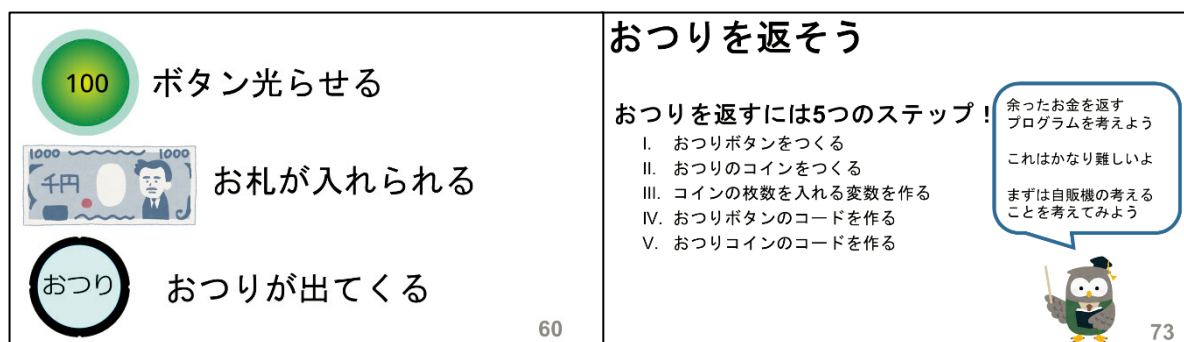 100
ボタン光らせる
1000 1000
千円
お札が入れられる
おつり
おつりが出てくる
60
おつりを返そう
おつりを返すには5つのステップ!
I. おつりボタンをつくる
II. おつりのコインをつくる
III. コインの枚数を入れる変数を作る
IV. おつりボタンのコードを作る
V. おつりコインのコードを作る
余ったお金を返す
プログラムを考えよう
これはかなり難しいよ
まずは自販機の考える
ことを考えてみよう
73